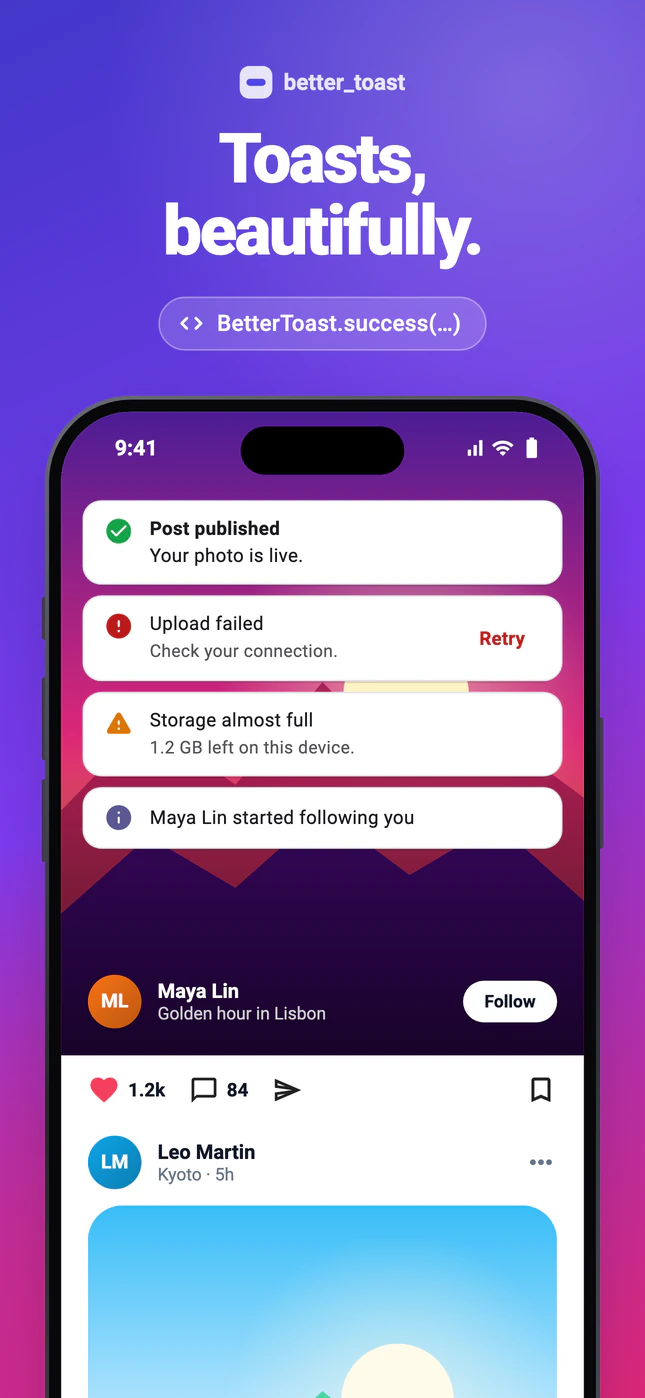 better_toast
Toasts,
beautifully.
<> BetterToast.success(…)
9:41
Post published
Your photo is live.
Upload failed
Check your connection.
Retry
Storage almost full
1.2 GB left on this device.
Maya Lin started following you
ML
Maya Lin
Golden hour in Lisbon
Follow
1.2k
84
LM
Leo Martin
Kyoto · 5h